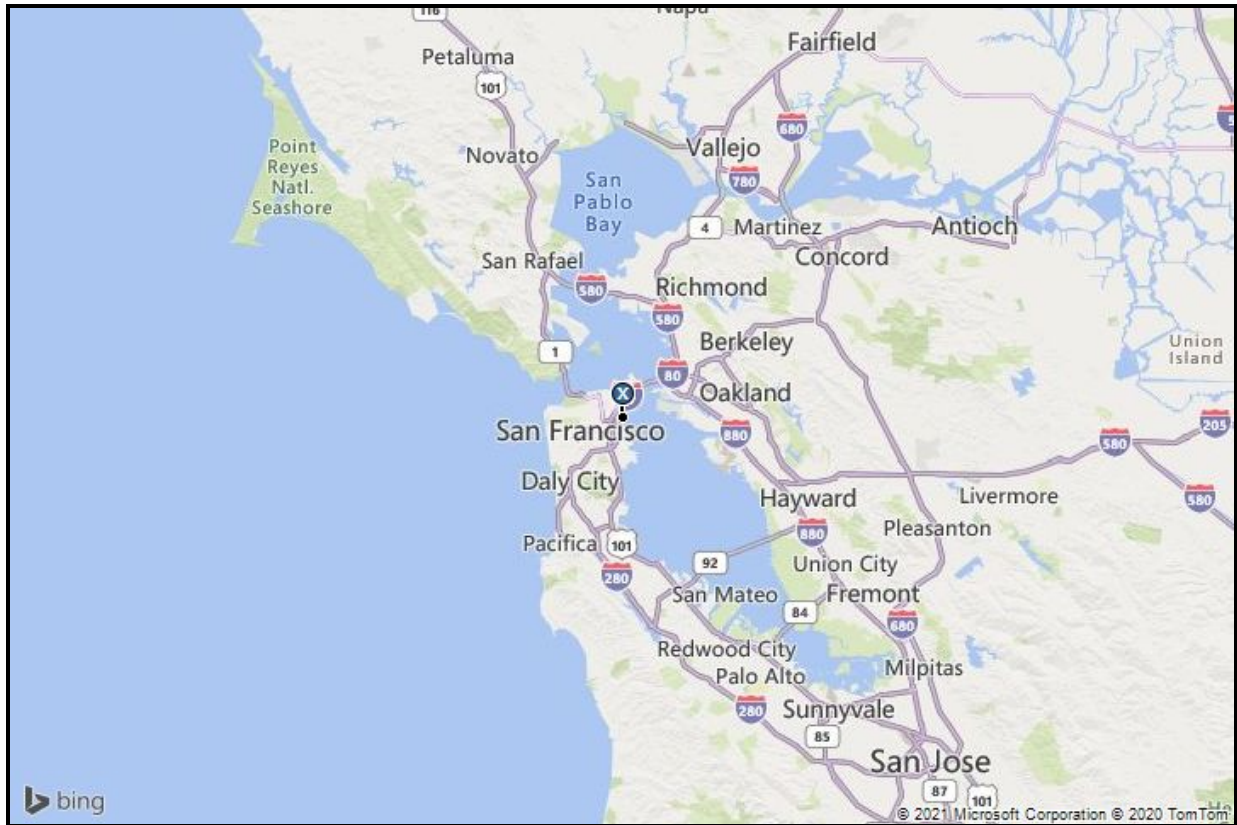 116
Napa
Fairfield
Petaluma
101
680
5
Point
Reyes
Natl.
Seashore
Novato
Vallejo
780
San
Pablo
Bay
4
Martinez
Antioch
Concord
San Rafael
580
Richmond
580
Berkeley
Union
Island
1
80
X
Oakland
San Francisco
880
580
205
Daly City
Hayward
Livermore
580
Pacifica
101
880
Pleasanton
92
Union City
280
San Mateo
Fremont
84
680
Redwood City
Palo Alto
Milpitas
280
Sunnyvale
85
San Jose
87
101
bing
© 2021 Microsoft Corporation © 2020 TomTom